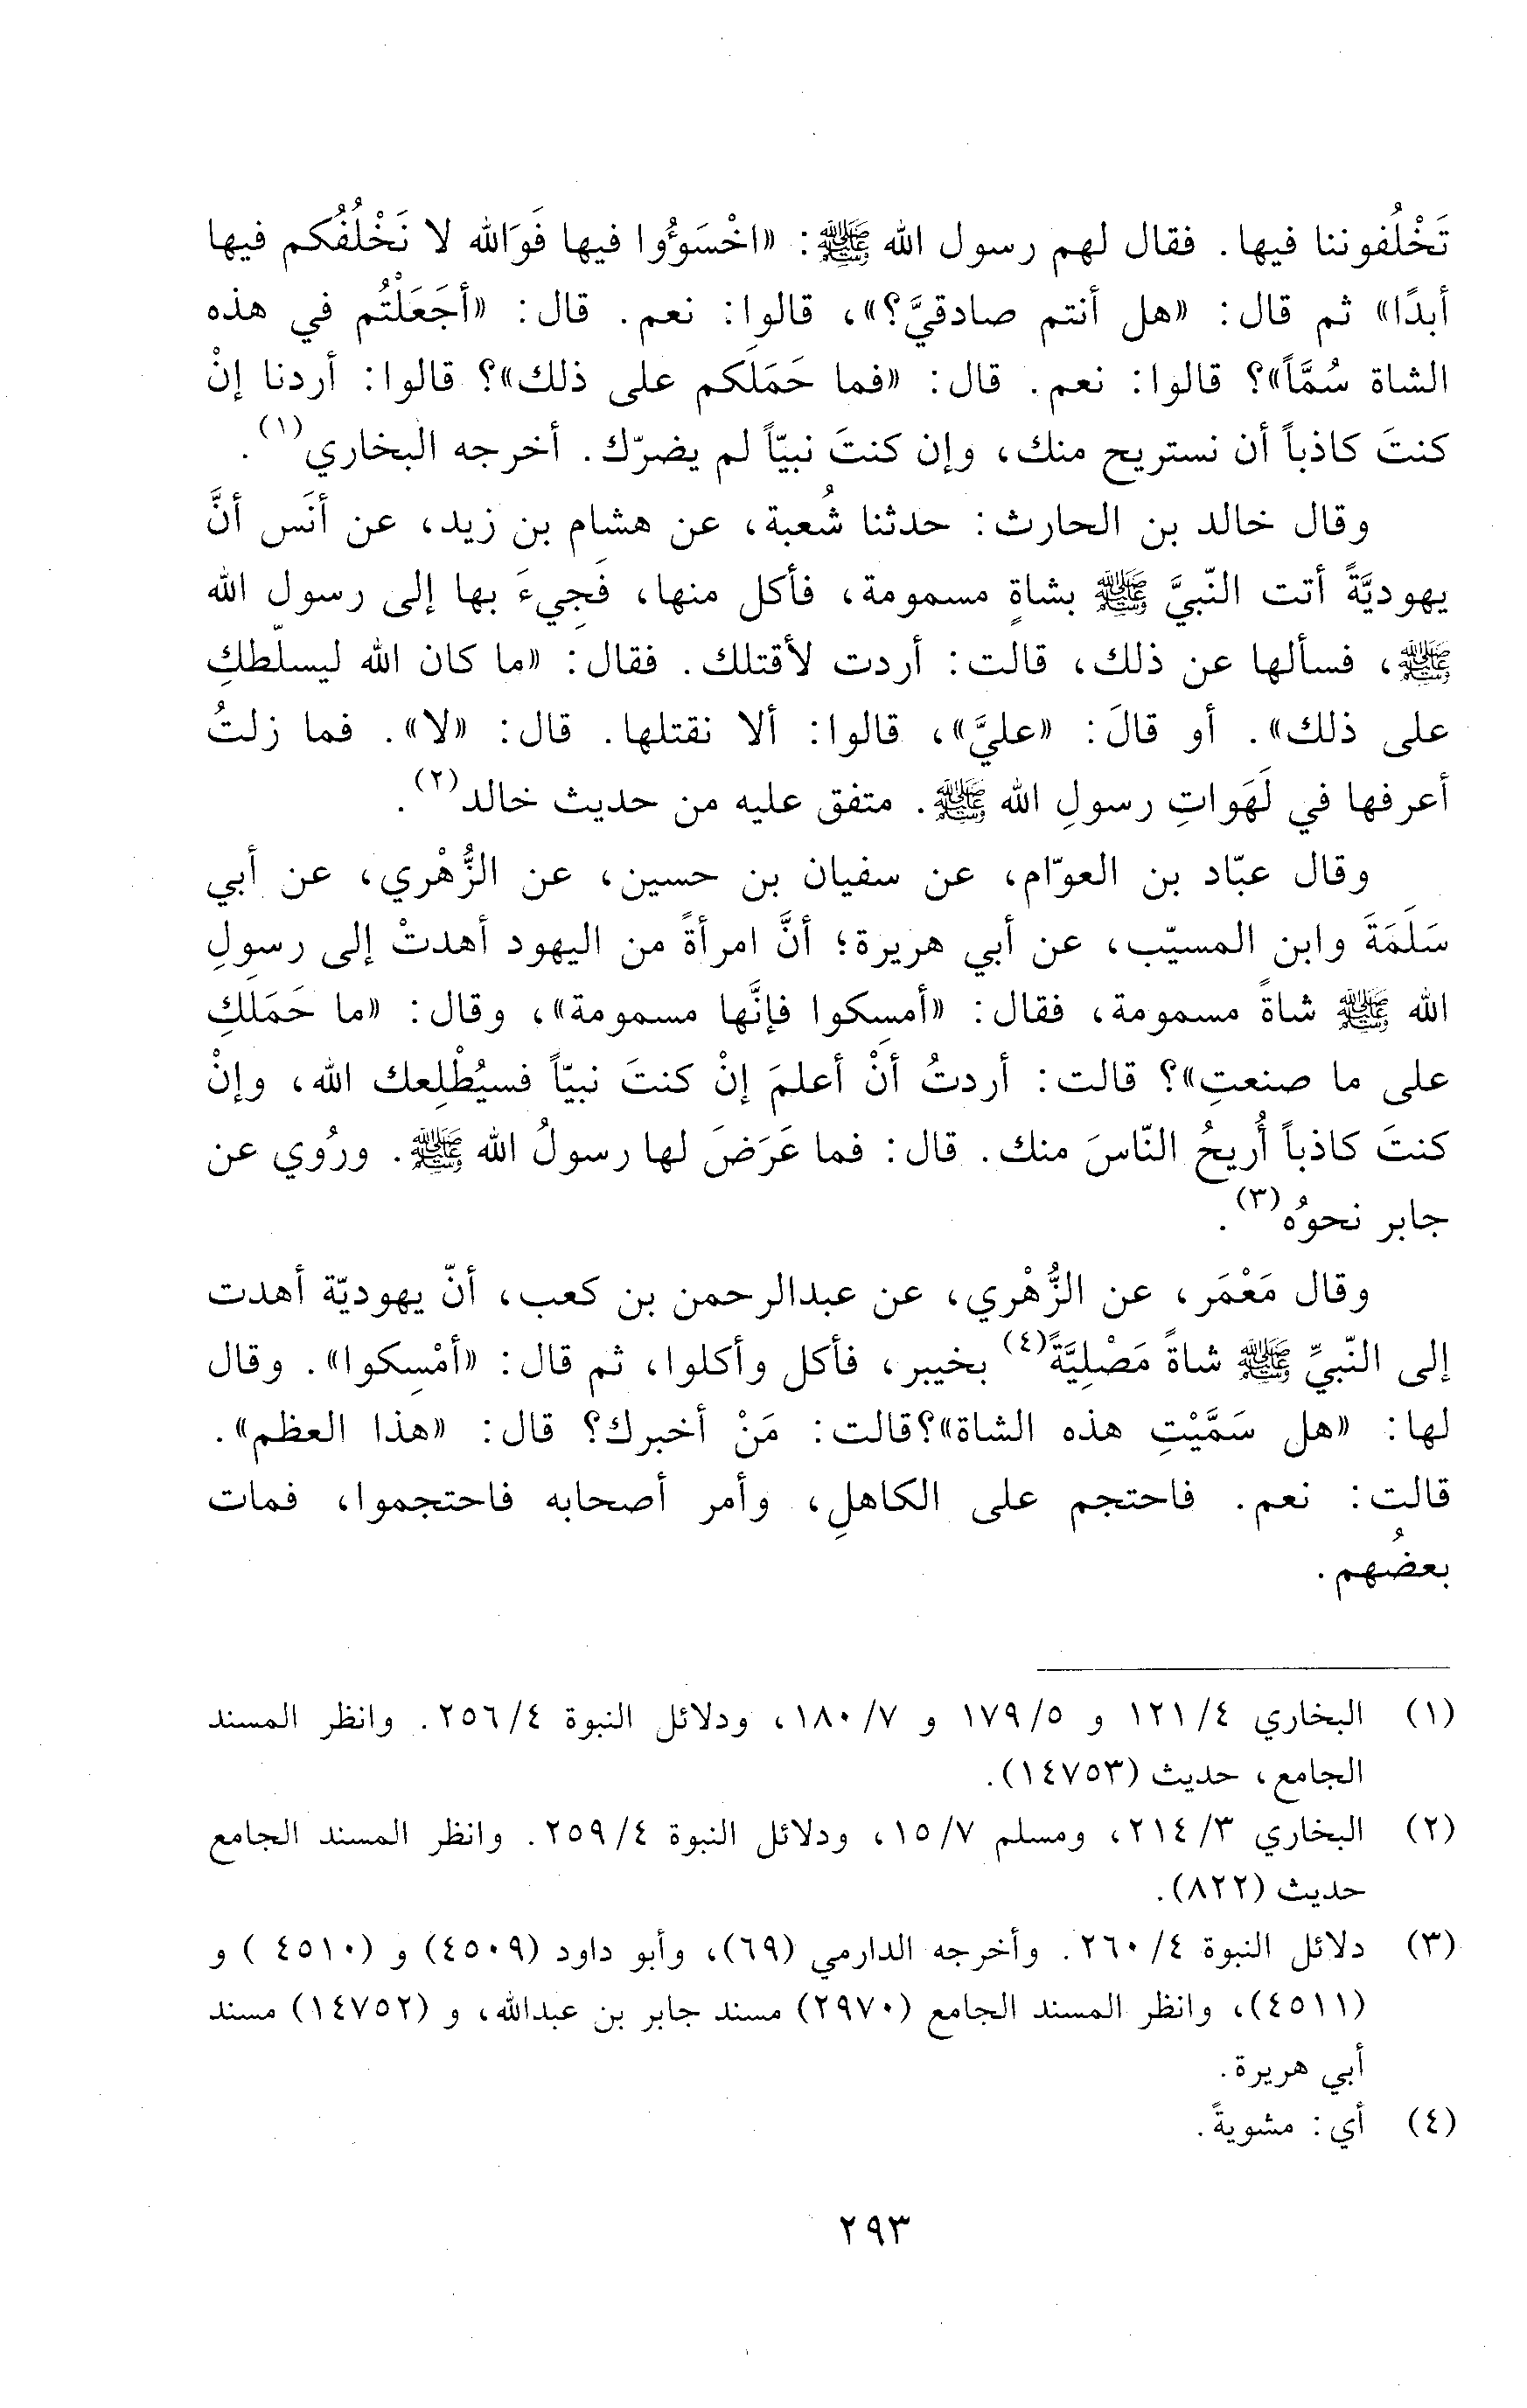 تَخْلُفوننا فيها. فقال لهم رسول الله ﷺ: «اخْسَؤُوا فيها فَوَالله لا نَخْلُفُكم فيها
أبدًا» ثم قال: «هل أنتم صادقيَّ؟»، قالوا: نعم. قال: «أجَعَلْتُم في هذه
الشاة سُمَّاً»؟ قالوا: نعم. قال: «فما حَمَلَكم على ذلك»؟ قالوا: أردنا إنْ
كنتَ كاذباً أن نستريح منك، وإن كنتَ نبيّاً لم يضرّك. أخرجه البخاري(١).
وقال خالد بن الحارث: حدثنا شُعبة، عن هشام بن زيد، عن أنَس أنَّ
يهوديَّةً أتت النّبيَّ ﷺ بشاةٍ مسمومة، فأكل منها، فَجِيءَ بها إلى رسول الله
ﷺ، فسألها عن ذلك، قالت: أردت لأقتلك. فقال: «ما كان الله ليسلّطكِ
على ذلك». أو قالَ: «عليَّ»، قالوا: ألا نقتلها. قال: «لا». فما زلتُ
أعرفها في لَهَواتِ رسولِ الله ﷺ. متفق عليه من حديث خالد(٢).
وقال عبّاد بن العوّام، عن سفيان بن حسين، عن الزُّهْري، عن أبي
سَلَمَةَ وابن المسيّب، عن أبي هريرة؛ أنَّ امرأةً من اليهود أهدتْ إلى رسولِ
الله ﷺ شاةً مسمومة، فقال: «أمسِكوا فإنَّها مسمومة»، وقال: «ما حَمَلَكِ
على ما صنعتِ»؟ قالت: أردتُ أنْ أعلمَ إنْ كنتَ نبيّاً فسيُطْلِعك الله، وإنْ
كنتَ كاذباً أُريحُ النّاسَ منك. قال: فما عَرَضَ لها رسولُ الله ﷺ. ورُوي عن
جابر نحوُه(٣).
وقال مَعْمَر، عن الزُّهْري، عن عبدالرحمن بن كعب، أنّ يهوديّة أهدت
إلى النّبيِّ ﷺ شاةً مَصْلِيَّةً(٤) بخيبر، فأكل وأكلوا، ثم قال: «أمْسِكوا». وقال
لها: «هل سَمَّيْتِ هذه الشاة»؟قالت: مَنْ أخبرك؟ قال: «هذا العظم».
قالت: نعم. فاحتجم على الكاهلِ، وأمر أصحابه فاحتجموا، فمات
بعضُهم.
(١) البخاري ٤/ ١٢١ و ٥/ ١٧٩ و ٧/ ١٨٠، ودلائل النبوة ٤/ ٢٥٦. وانظر المسند
الجامع، حديث (١٤٧٥٣).
(٢) البخاري ٣/ ٢١٤، ومسلم ٧/ ١٥، ودلائل النبوة ٤/ ٢٥٩. وانظر المسند الجامع
حديث (٨٢٢).
(٣) دلائل النبوة ٤/ ٢٦٠. وأخرجه الدارمي (٦٩)، وأبو داود (٤٥٠٩) و (٤٥١٠ ) و
(٤٥١١)، وانظر المسند الجامع (٢٩٧٠) مسند جابر بن عبدالله، و (١٤٧٥٢) مسند
أبي هريرة.
(٤) أي: مشويةً.
٢٩٣